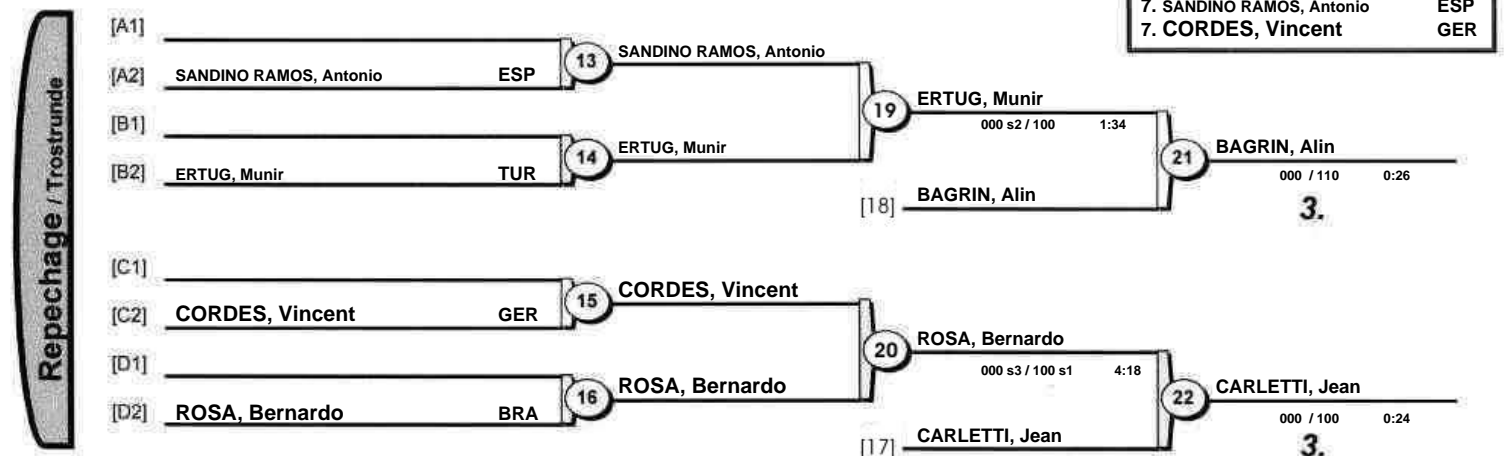 7. SANDINO RAMOS, Antonio ESP
7. CORDES, Vincent GER
Repechage / Trostrunde
[A1]
[A2] SANDINO RAMOS, Antonio ESP
13 SANDINO RAMOS, Antonio
[B1]
[B2] ERTUG, Munir TUR
14 ERTUG, Munir
19 ERTUG, Munir
000 s2 / 100 1:34
[18] BAGRIN, Alin
21 BAGRIN, Alin
000 / 110 0:26
3.
[C1]
[C2] CORDES, Vincent GER
15 CORDES, Vincent
[D1]
[D2] ROSA, Bernardo BRA
16 ROSA, Bernardo
20 ROSA, Bernardo
000 s3 / 100 s1 4:18
[17] CARLETTI, Jean
22 CARLETTI, Jean
000 / 100 0:24
3.